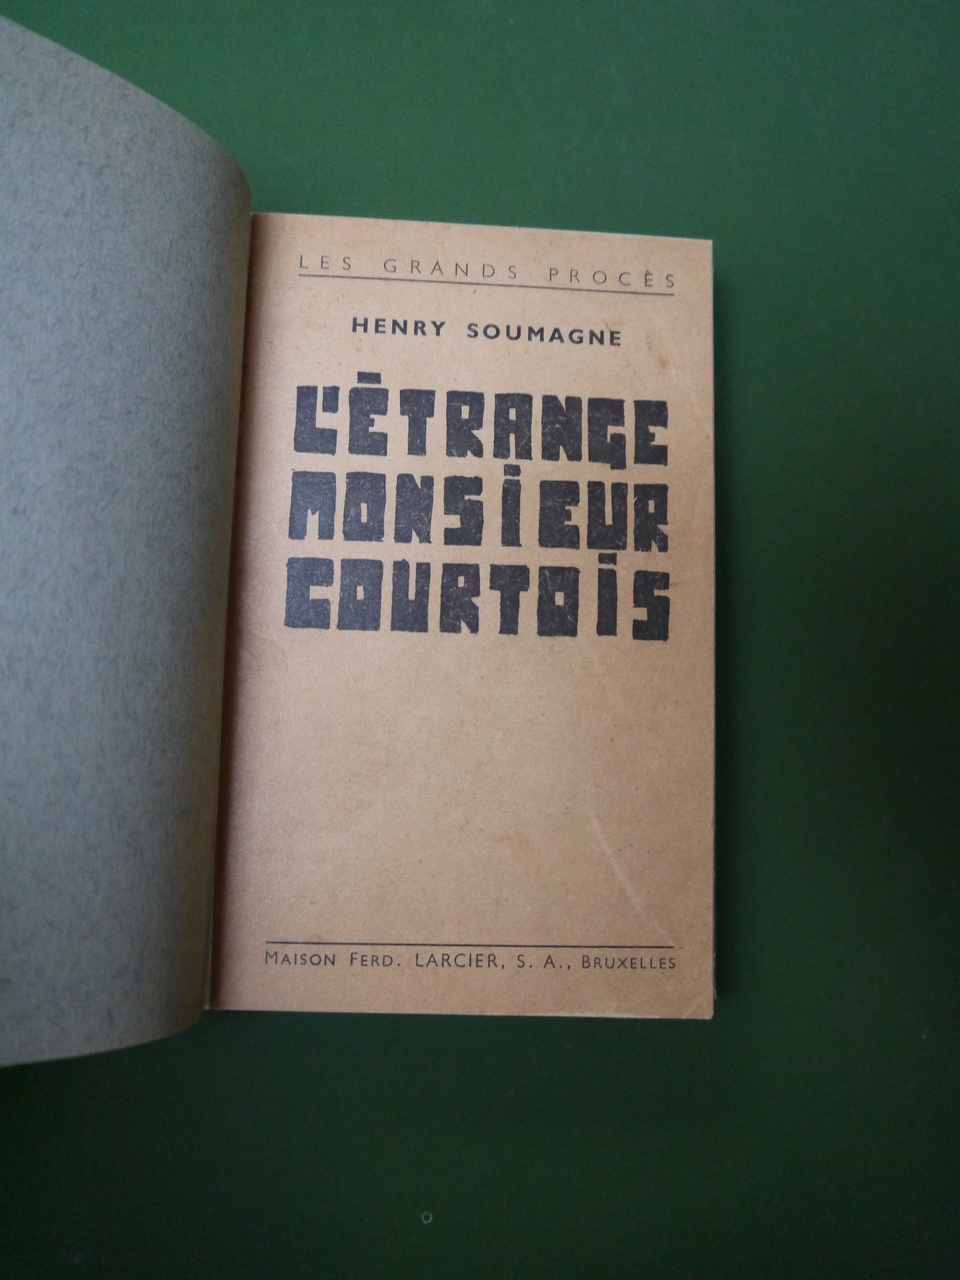 LES GRANDS PROCÈS
HENRY SOUMAGNE
L'ÉTRANGE
MONSIEUR
COURTOIS
MAISON FERD. LARCIER, S. A., BRUXELLES